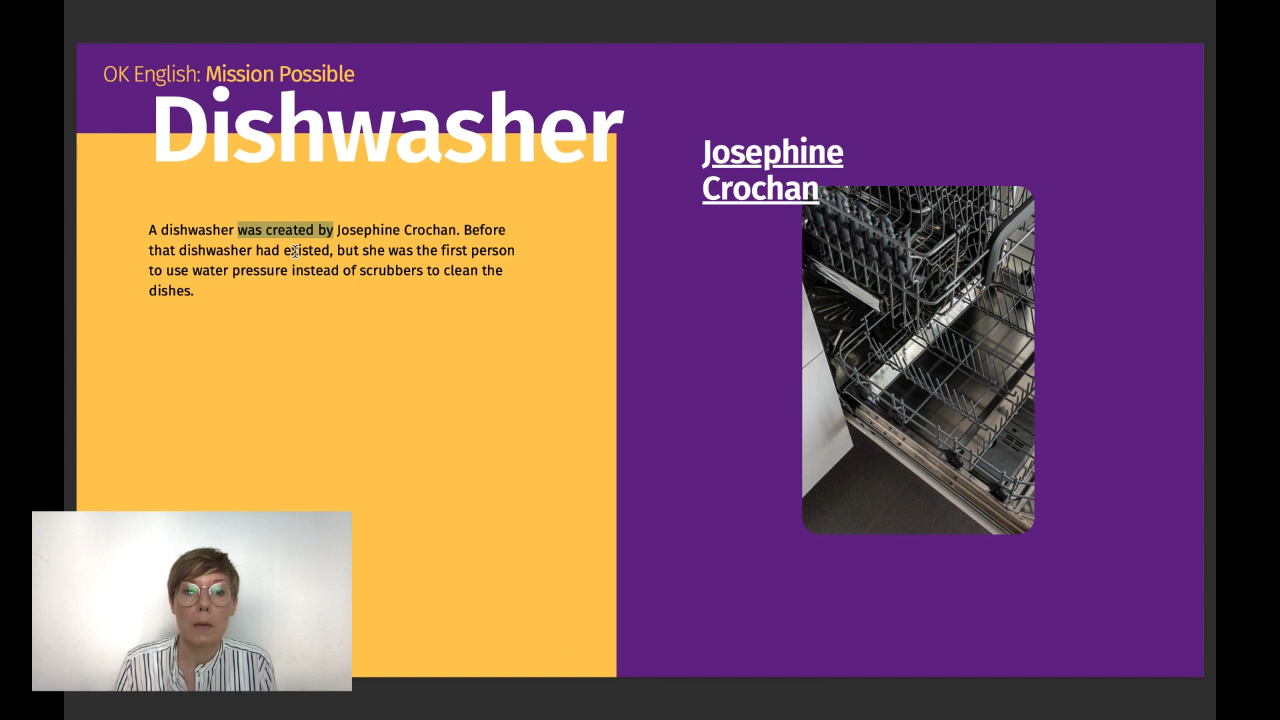 OK English: Mission Possible
Dishwasher
Josephine
Crochan
A dishwasher was created by Josephine Crochan. Before
that dishwasher had existed, but she was the first person
to use water pressure instead of scrubbers to clean the
dishes.